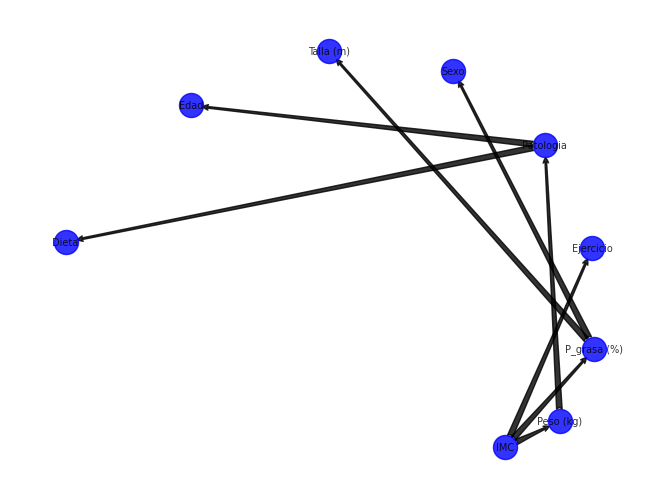 Talla (m)
Sexo
Edad
Patologia
Dieta
Ejercicio
P_grasa (%)
Peso (kg)
IMC